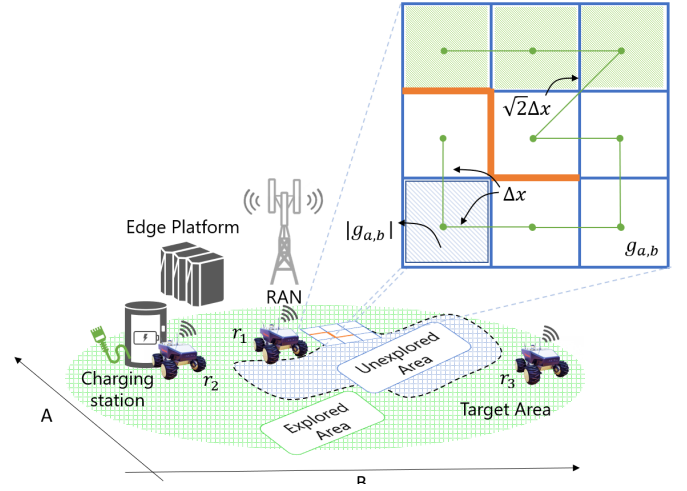 √2Δx
Δx
|g_{a,b}|
g_{a,b}
Edge Platform
RAN
r_1
r_2
r_3
Charging
station
Unexplored
Area
Explored
Area
Target Area
A
B